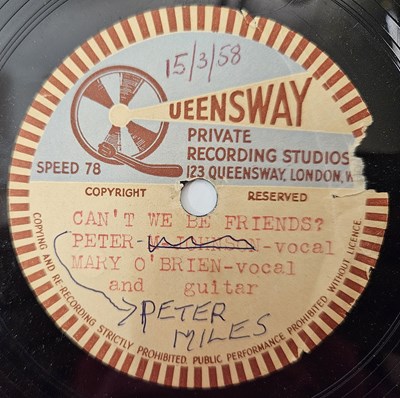 15/3/58
QUEENSWAY
PRIVATE
RECORDING STUDIOS
SPEED 78
123 QUEENSWAY, LONDON, W
COPYRIGHT RESERVED
CAN'T WE BE FRIENDS?
PETER -vocal
MARY O'BRIEN-vocal
and guitar
PETER
MILES
COPYING AND RE-RECORDING STRICTLY PROHIBITED. PUBLIC PERFORMANCE PROHIBITED WITHOUT LICENCE.